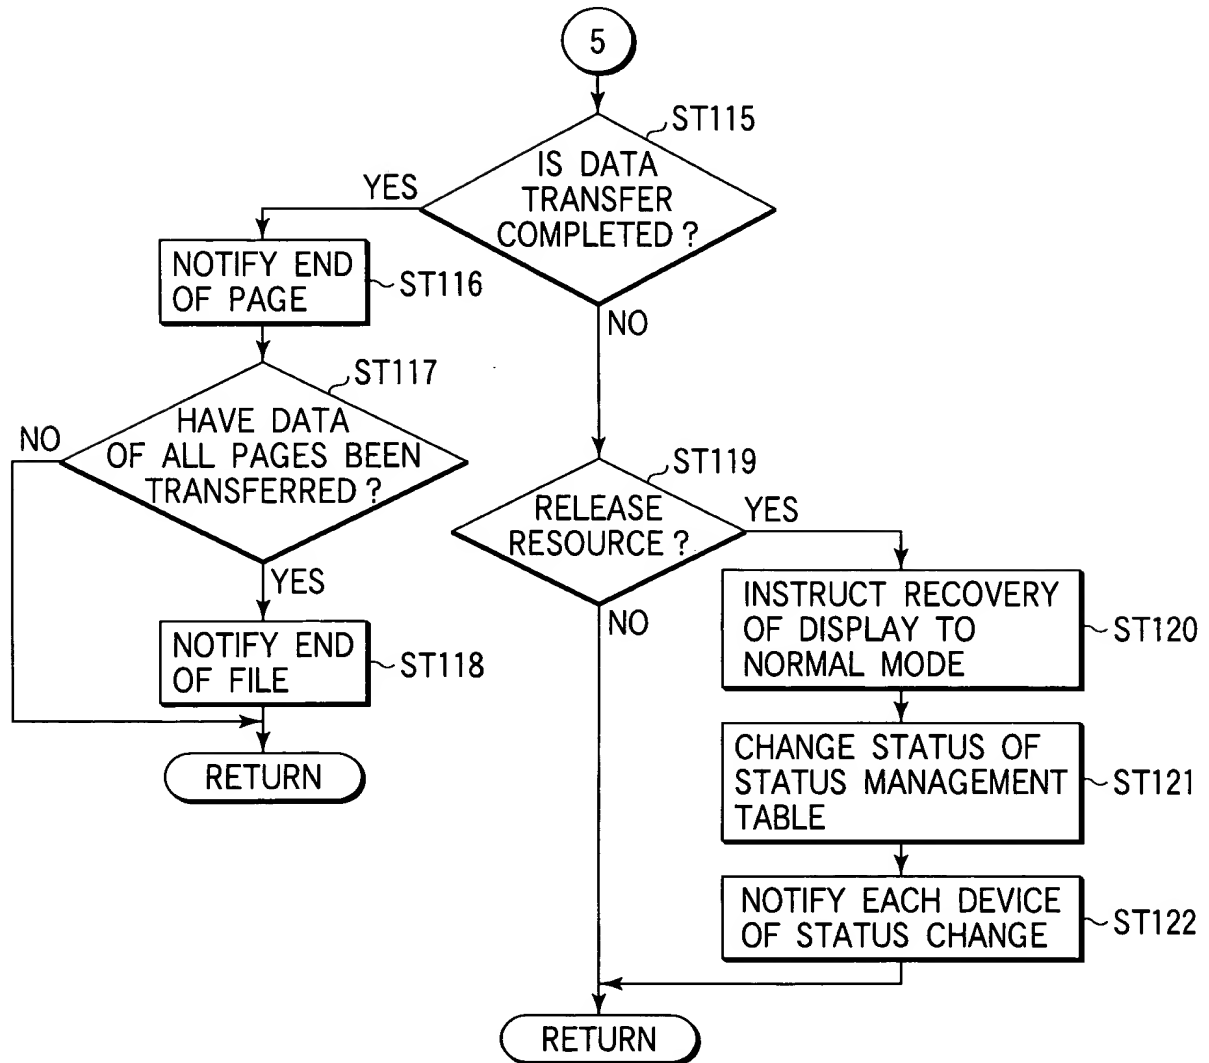 5
ST115
IS DATA
TRANSFER
COMPLETED?
YES
NO
NOTIFY END
OF PAGE
ST116
ST117
HAVE DATA
OF ALL PAGES BEEN
TRANSFERRED?
NO
YES
NOTIFY END
OF FILE
ST118
RETURN
ST119
RELEASE
RESOURCE?
YES
NO
INSTRUCT RECOVERY
OF DISPLAY TO
NORMAL MODE
ST120
CHANGE STATUS OF
STATUS MANAGEMENT
TABLE
ST121
NOTIFY EACH DEVICE
OF STATUS CHANGE
ST122
RETURN